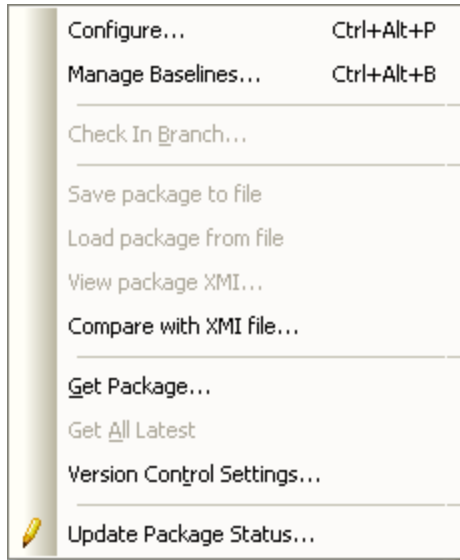 Configure... Ctrl+Alt+P
Manage Baselines... Ctrl+Alt+B
Check In Branch...
Save package to file
Load package from file
View package XMI...
Compare with XMI file...
Get Package...
Get All Latest
Version Control Settings...
Update Package Status...